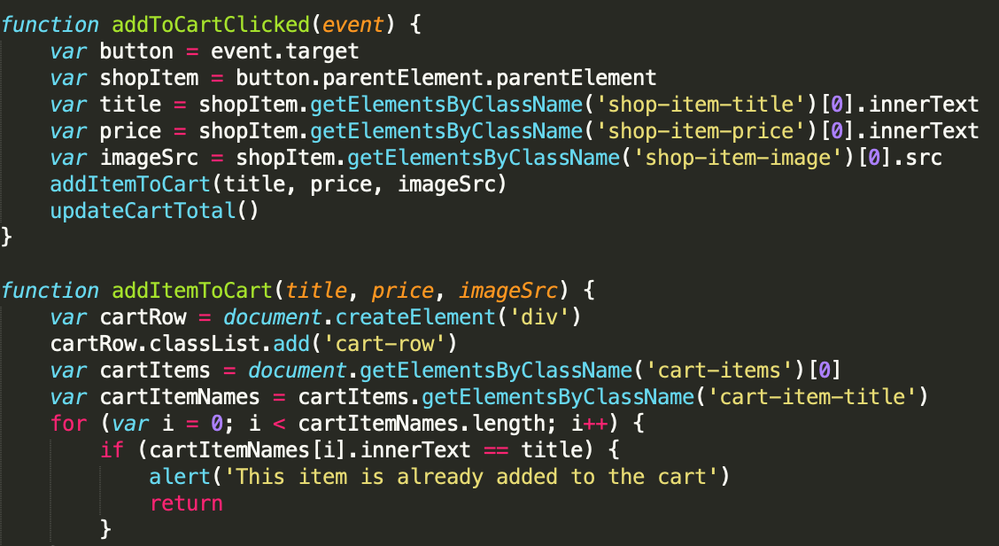 function addToCartClicked(event) {
    var button = event.target
    var shopItem = button.parentElement.parentElement
    var title = shopItem.getElementsByClassName('shop-item-title')[0].innerText
    var price = shopItem.getElementsByClassName('shop-item-price')[0].innerText
    var imageSrc = shopItem.getElementsByClassName('shop-item-image')[0].src
    addItemToCart(title, price, imageSrc)
    updateCartTotal()
}

function addItemToCart(title, price, imageSrc) {
    var cartRow = document.createElement('div')
    cartRow.classList.add('cart-row')
    var cartItems = document.getElementsByClassName('cart-items')[0]
    var cartItemNames = cartItems.getElementsByClassName('cart-item-title')
    for (var i = 0; i < cartItemNames.length; i++) {
        if (cartItemNames[i].innerText == title) {
            alert('This item is already added to the cart')
            return
        }